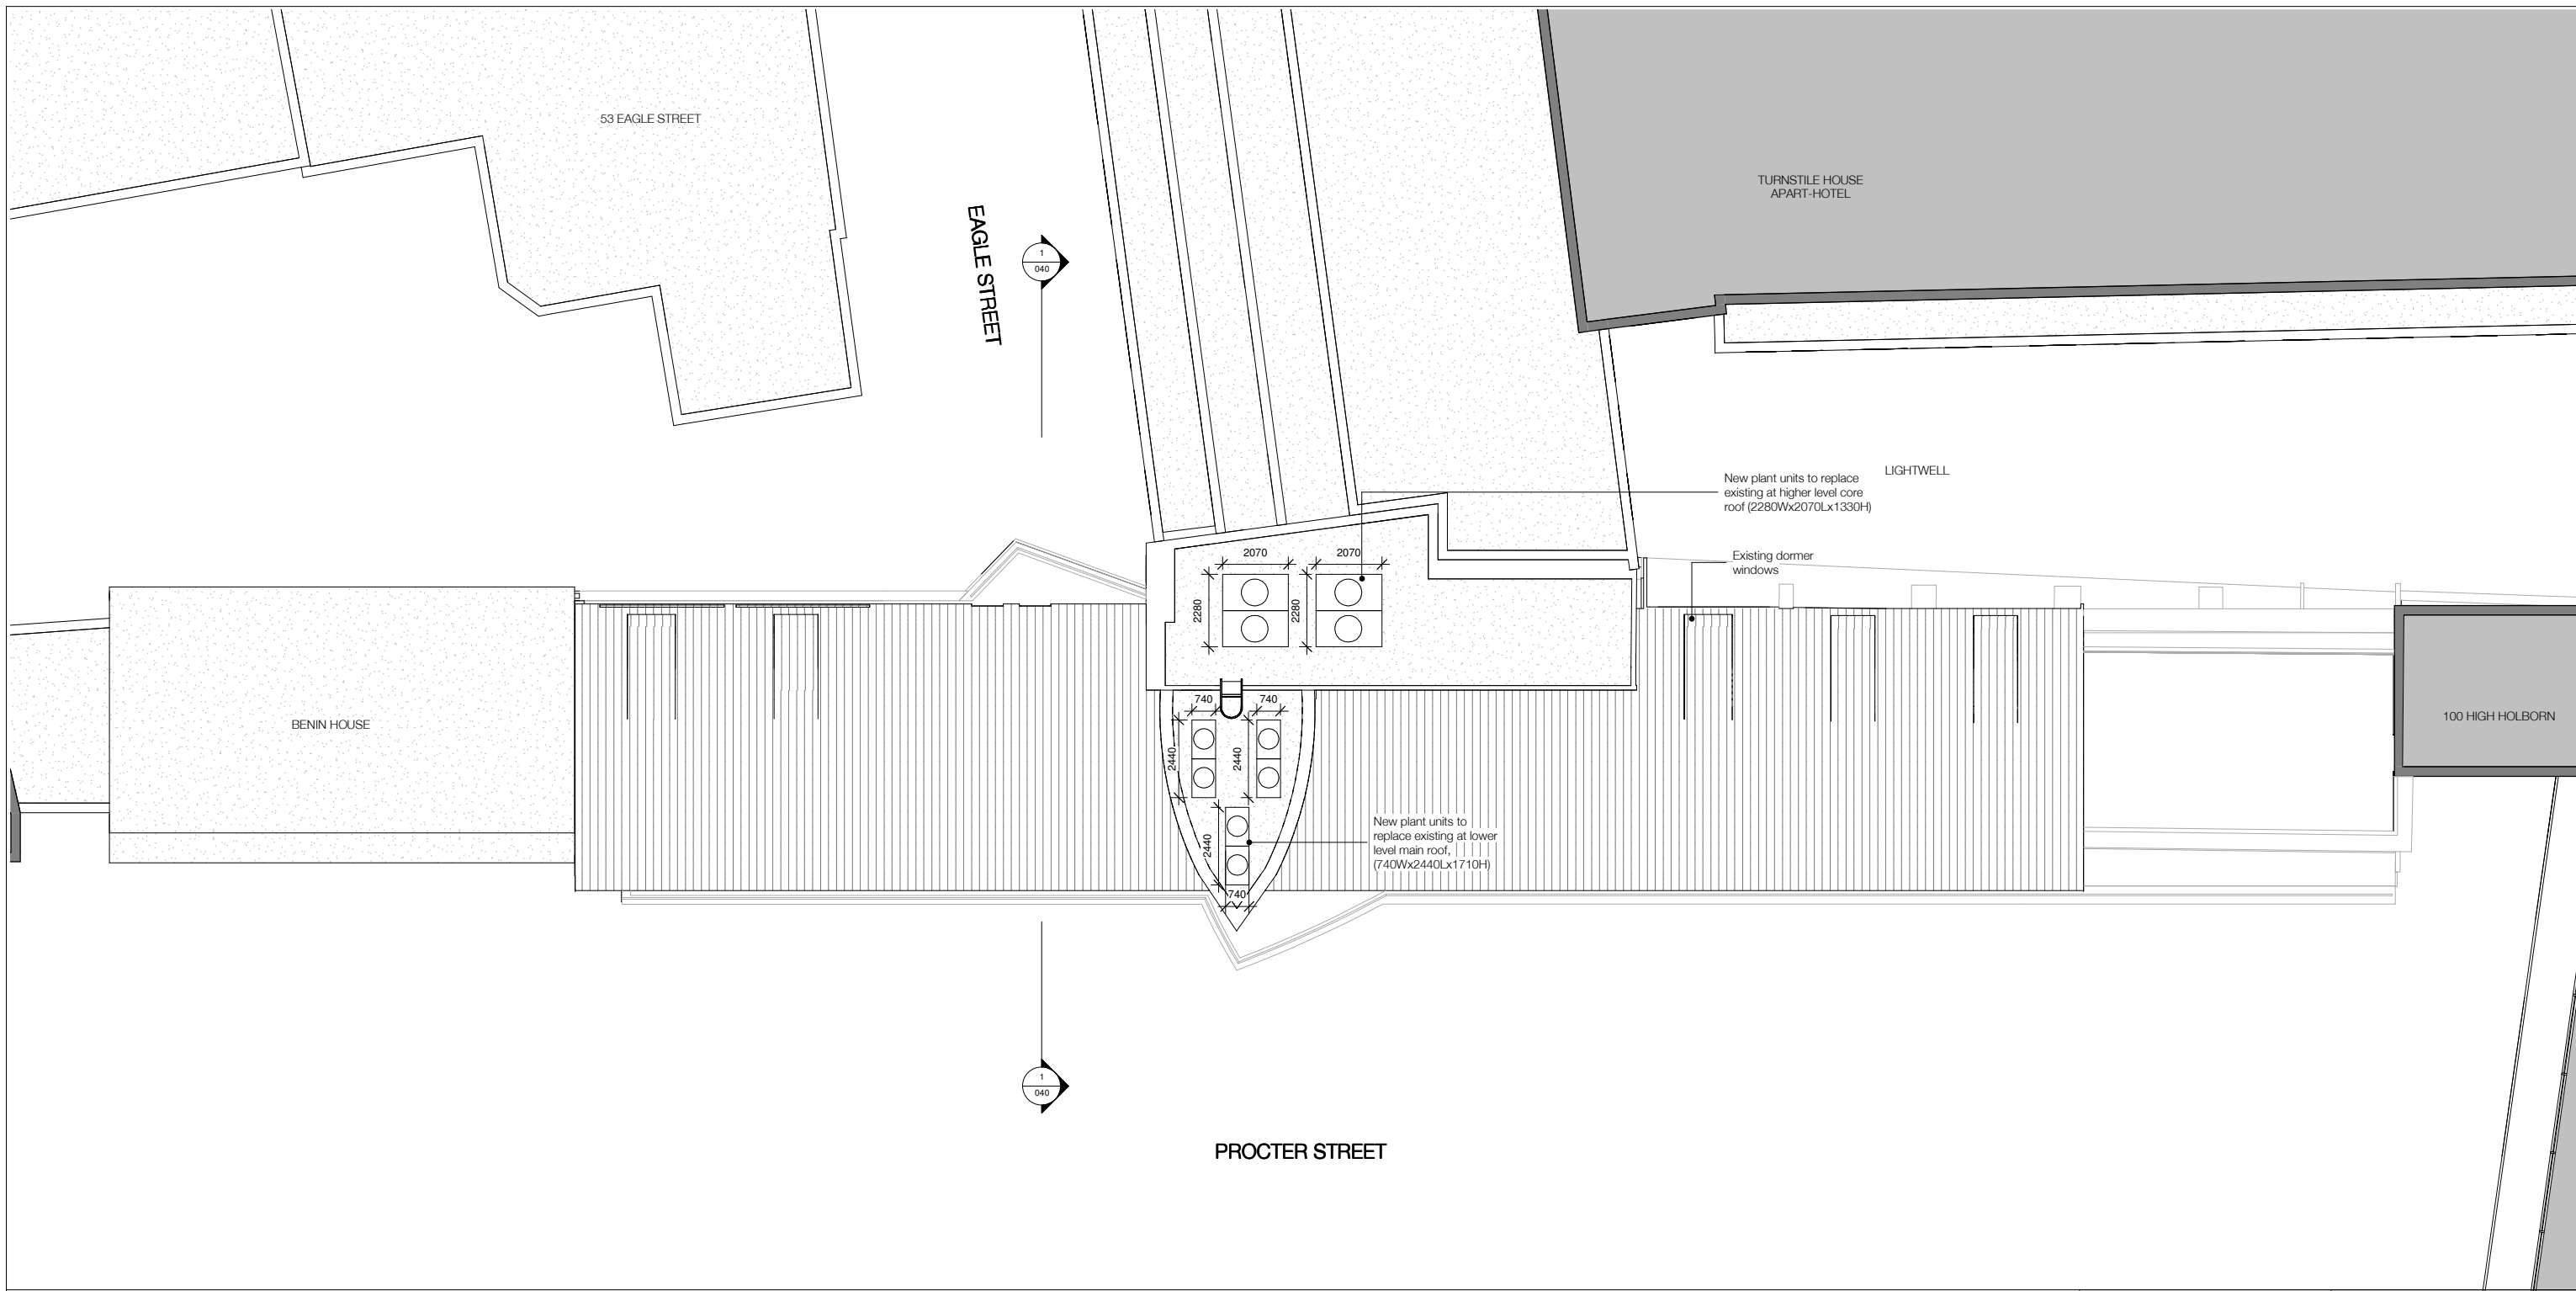 53 EAGLE STREET
TURNSTILE HOUSE
APART-HOTEL
EAGLE STREET
1
040
New plant units to replace
existing at higher level core
roof (2280Wx2070Lx1330H)
LIGHTWELL
Existing dormer
windows
2070
2070
2280
2280
BENIN HOUSE
740
740
2440
2440
100 HIGH HOLBORN
New plant units to
replace existing at lower
level main roof,
(740Wx2440Lx1710H)
2440
740
1
040
PROCTER STREET